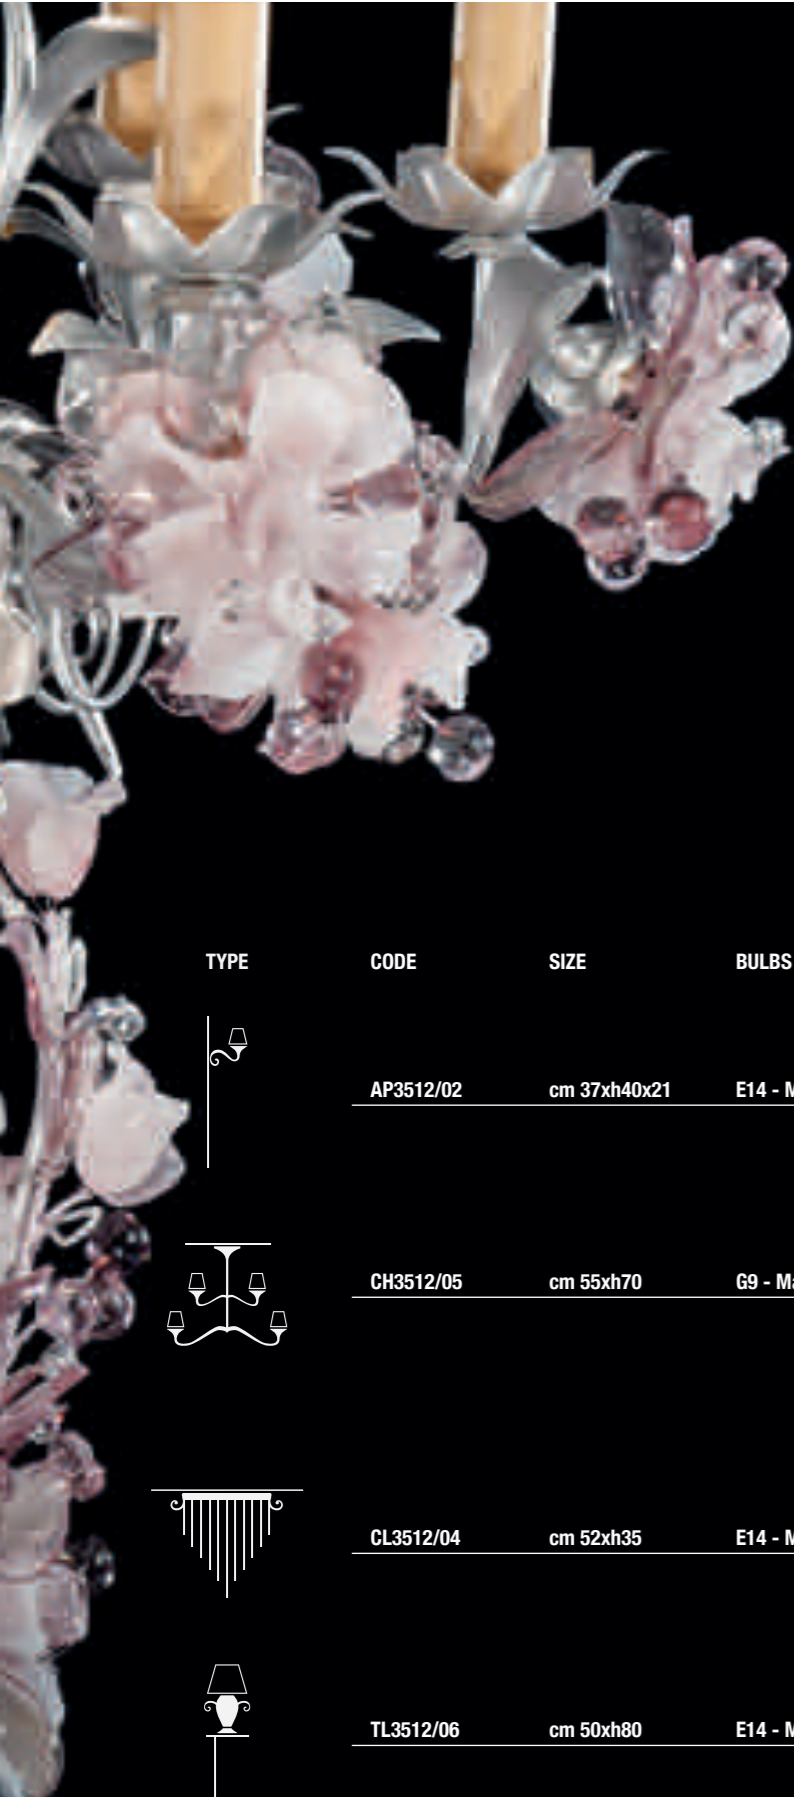 TYPE CODE SIZE BULBS
AP3512/02 cm 37xh40x21 E14 - M
CH3512/05 cm 55xh70 G9 - Ma
CL3512/04 cm 52xh35 E14 - M
TL3512/06 cm 50xh80 E14 - M